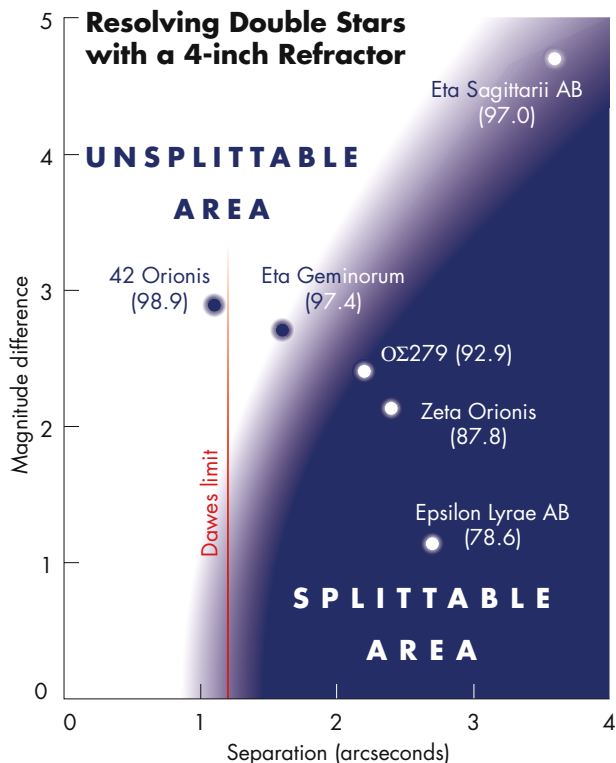 Resolving Double Stars
with a 4-inch Refractor
5
4
3
2
1
0
Magnitude difference
UNSPLITTABLE
AREA
Eta Sagittarii AB
(97.0)
42 Orionis
(98.9)
Eta Geminorum
(97.4)
ΟΣ279 (92.9)
Zeta Orionis
(87.8)
Dawes limit
Epsilon Lyrae AB
(78.6)
SPLITTABLE
AREA
0
1
2
3
4
Separation (arcseconds)